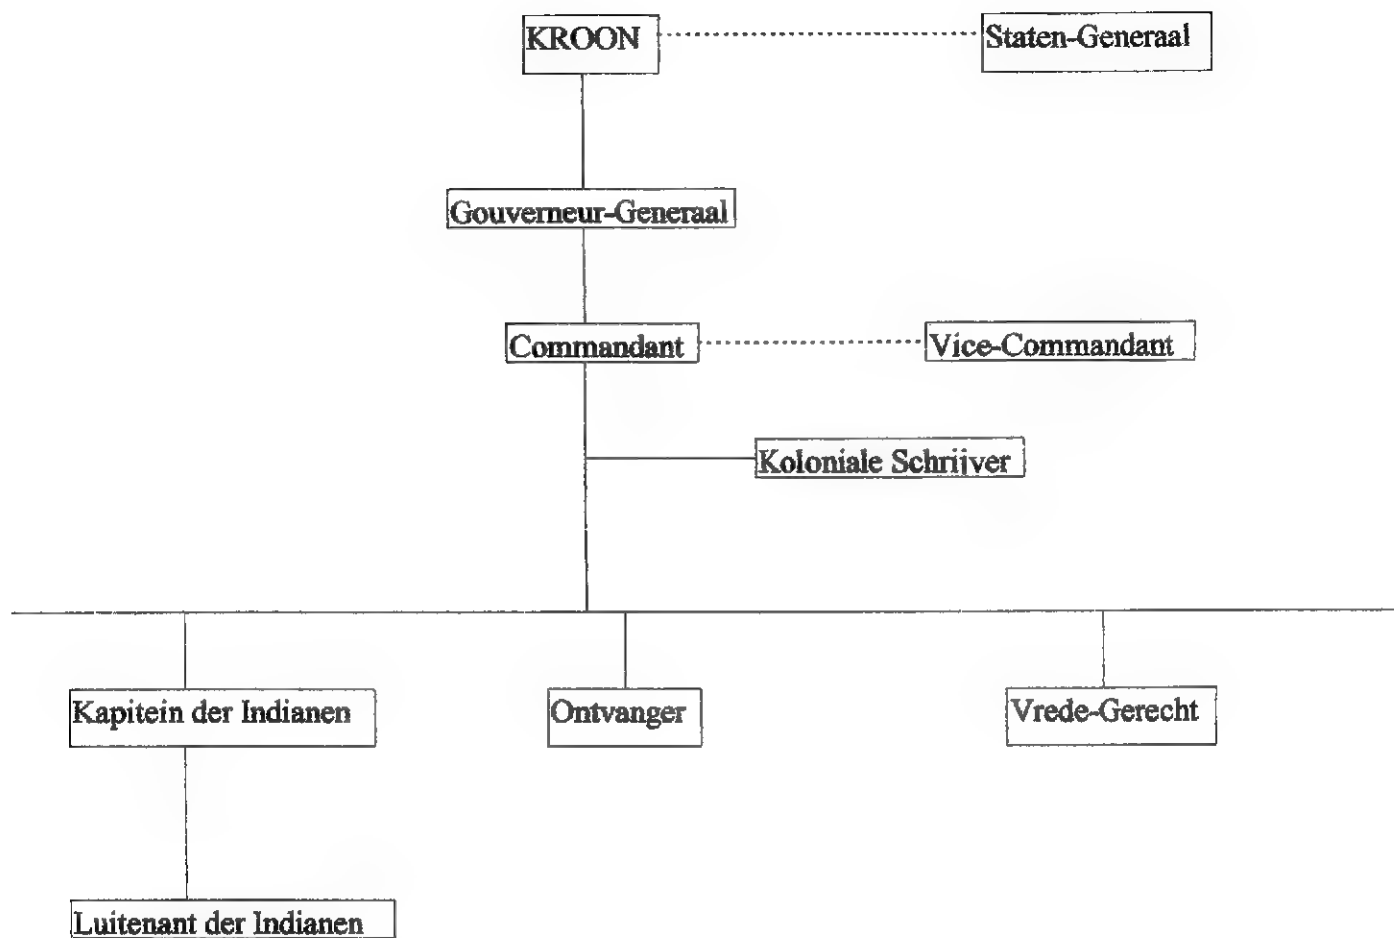 KROON
Staten-Generaal
Gouverneur-Generaal
Commandant
Vice-Commandant
Koloniale Schrijver
Kapitein der Indianen
Ontvanger
Vrede-Gerecht
Luitenant der Indianen